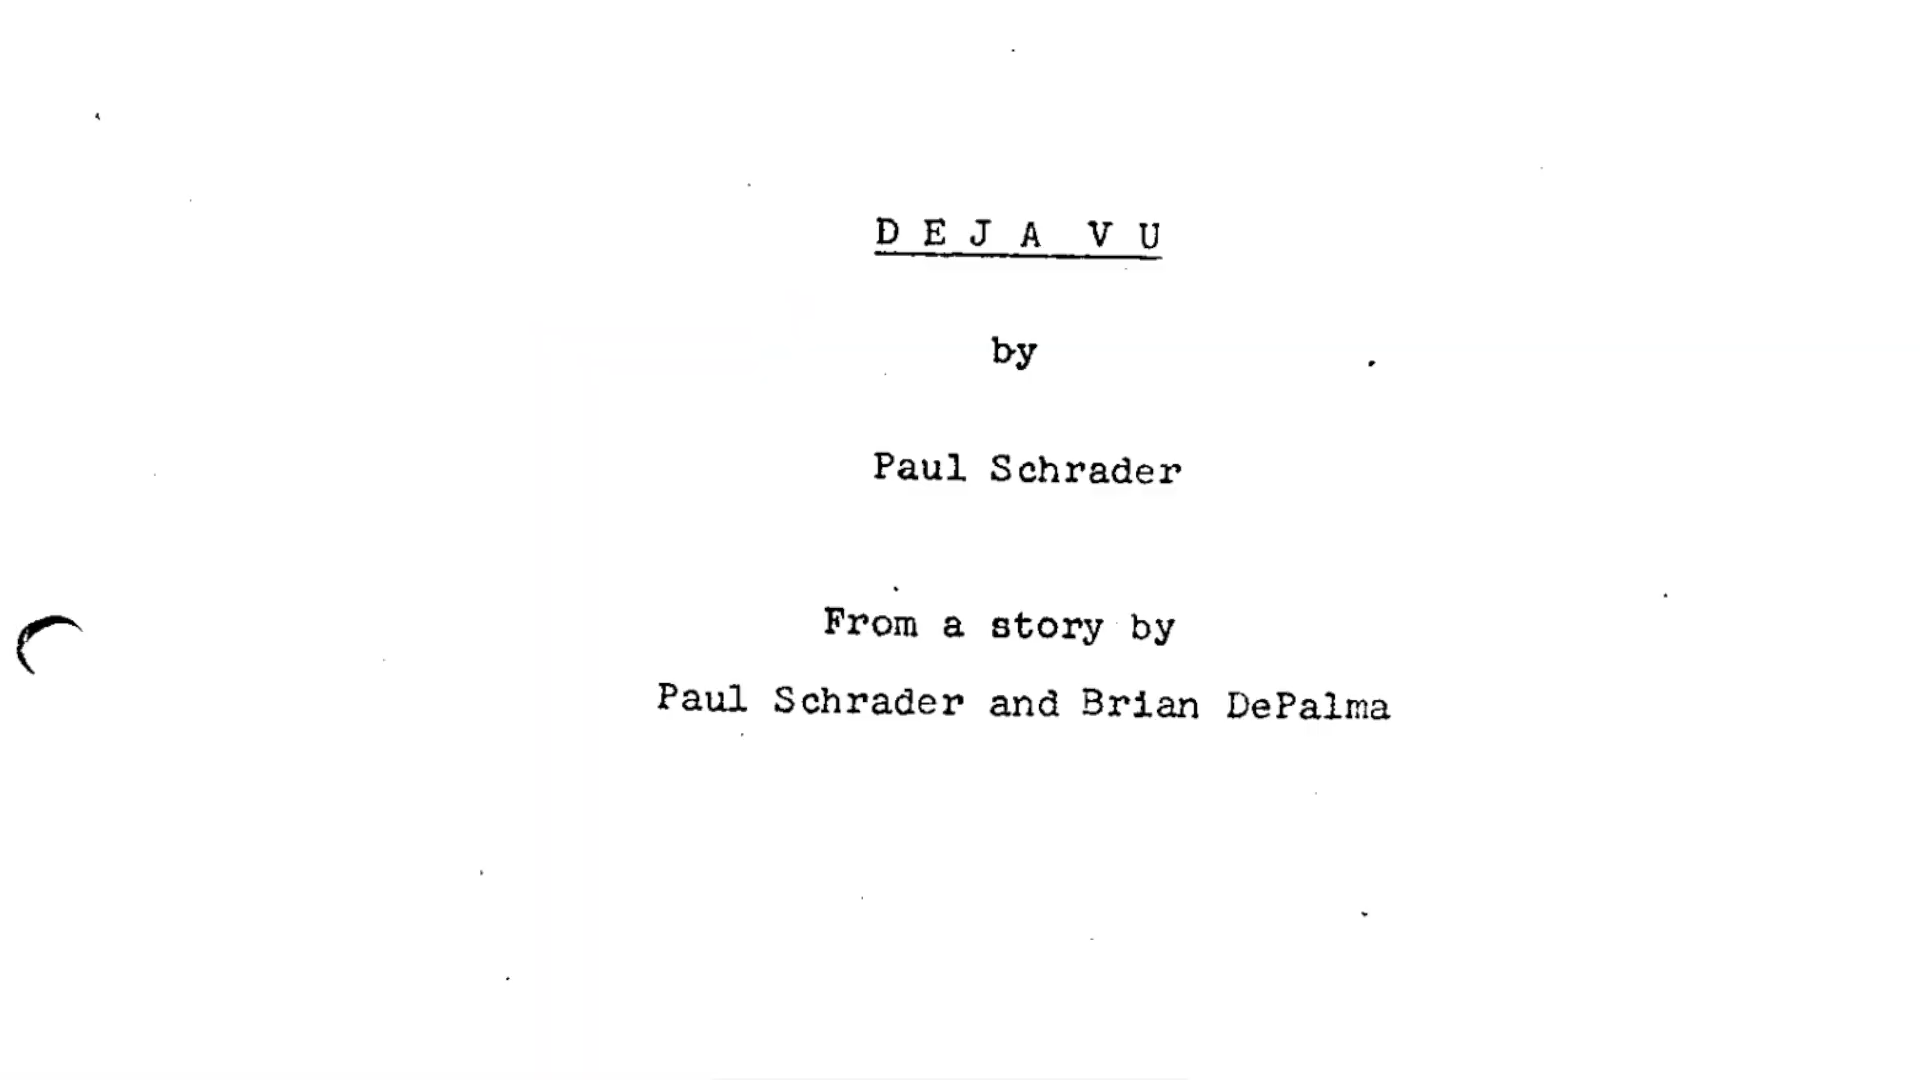 D E J A V U
by
Paul Schrader
From a story by
Paul Schrader and Brian DePalma